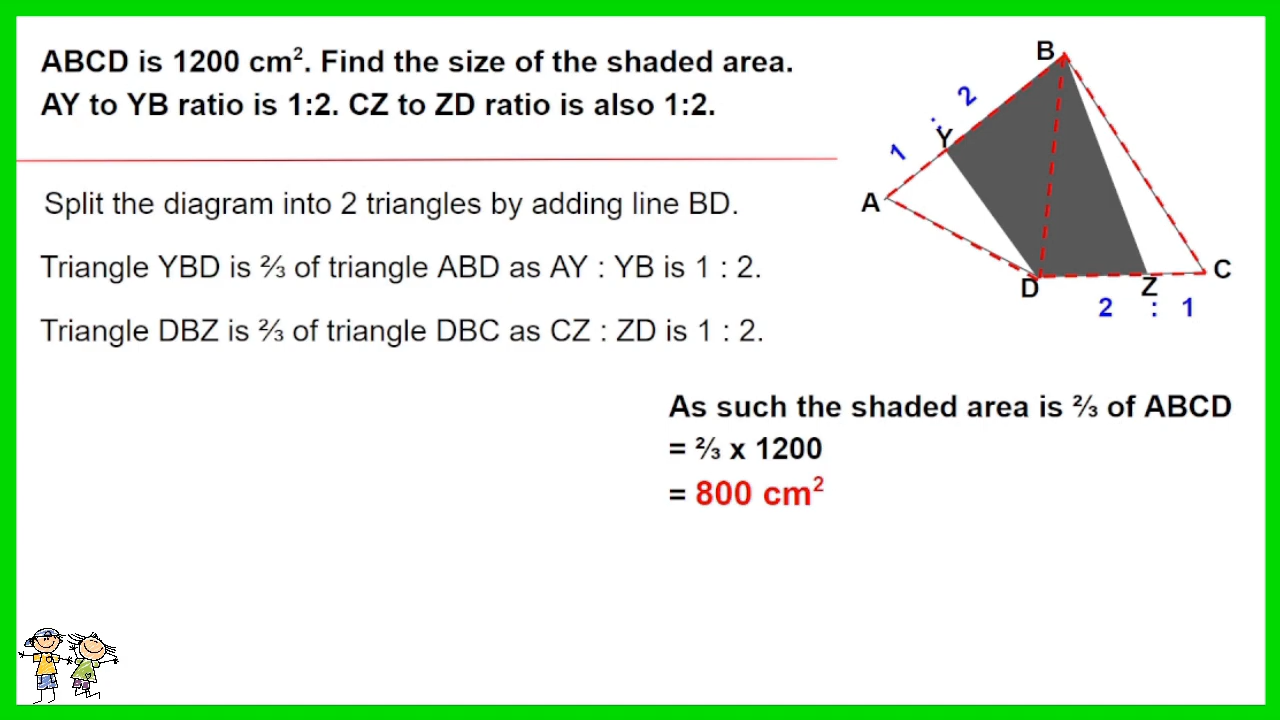 ABCD is 1200 cm². Find the size of the shaded area.
AY to YB ratio is 1:2. CZ to ZD ratio is also 1:2.
Split the diagram into 2 triangles by adding line BD.
Triangle YBD is ⅔ of triangle ABD as AY : YB is 1 : 2.
Triangle DBZ is ⅔ of triangle DBC as CZ : ZD is 1 : 2.
B
2
:
Y
1
A
C
D
Z
2 : 1
As such the shaded area is ⅔ of ABCD
= ⅔ x 1200
= 800 cm²